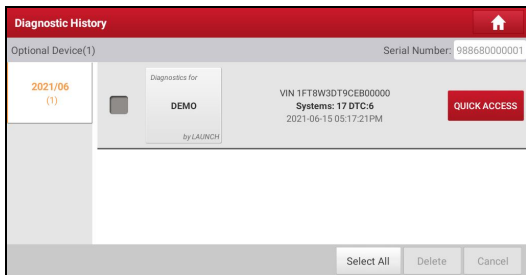 Diagnostic History
Optional Device(1)
Serial Number: 988680000001
2021/06
(1)
Diagnostics for
DEMO
by LAUNCH
VIN 1FT8W3DT9CEB00000
Systems: 17 DTC:6
2021-06-15 05:17:21PM
QUICK ACCESS
Select All
Delete
Cancel